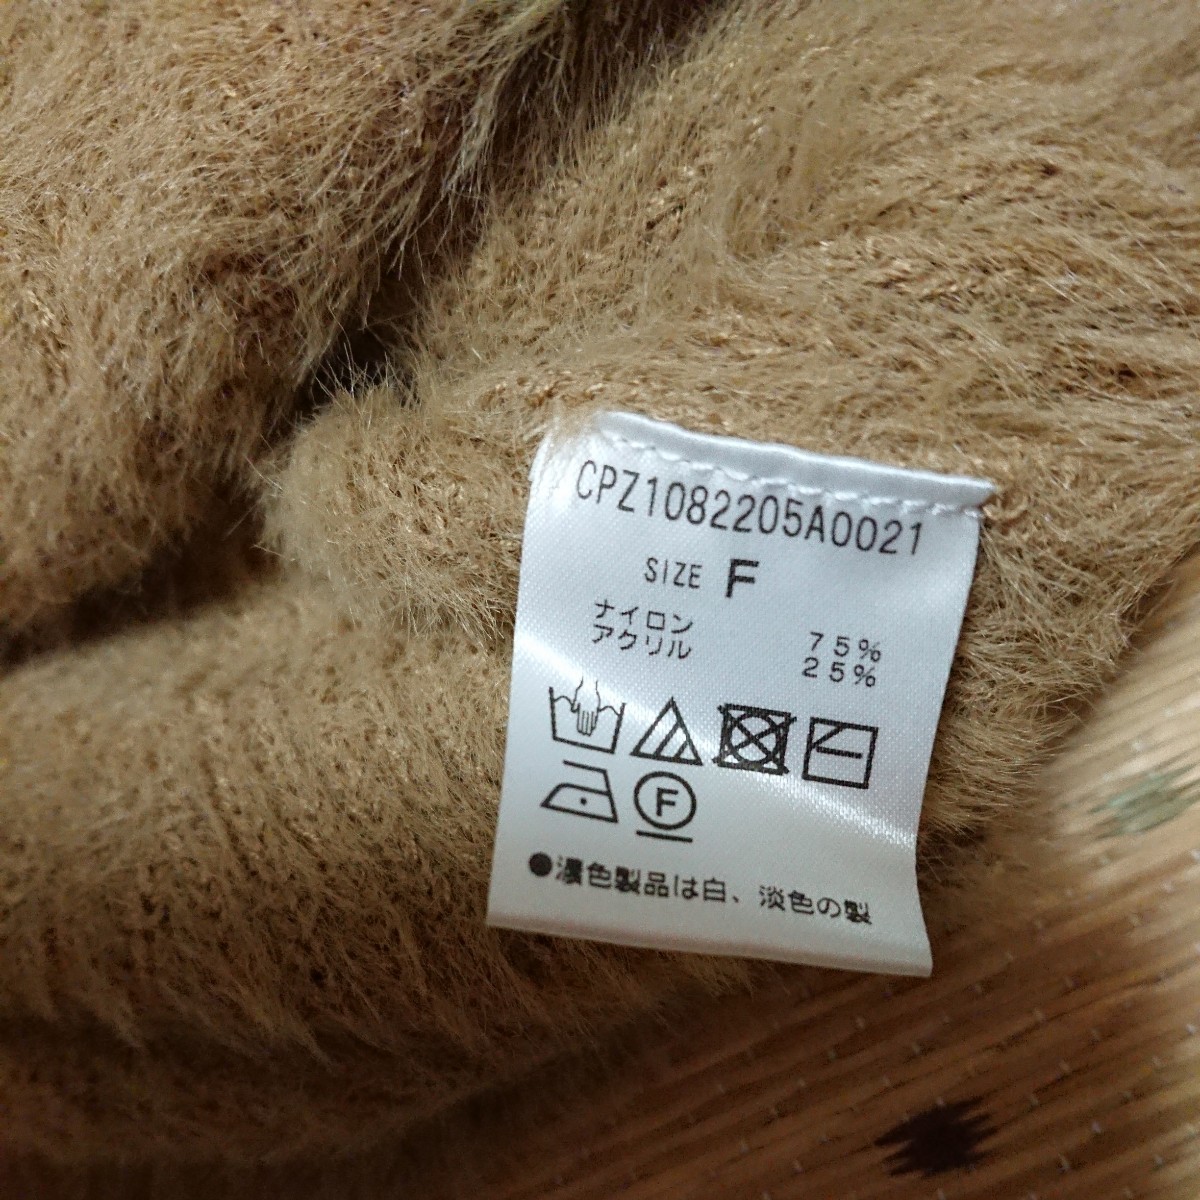 CPZ1082205A0021
SIZE F
ナイロン 75%
アクリル 25%
F
●濃色製品は白、淡色の製